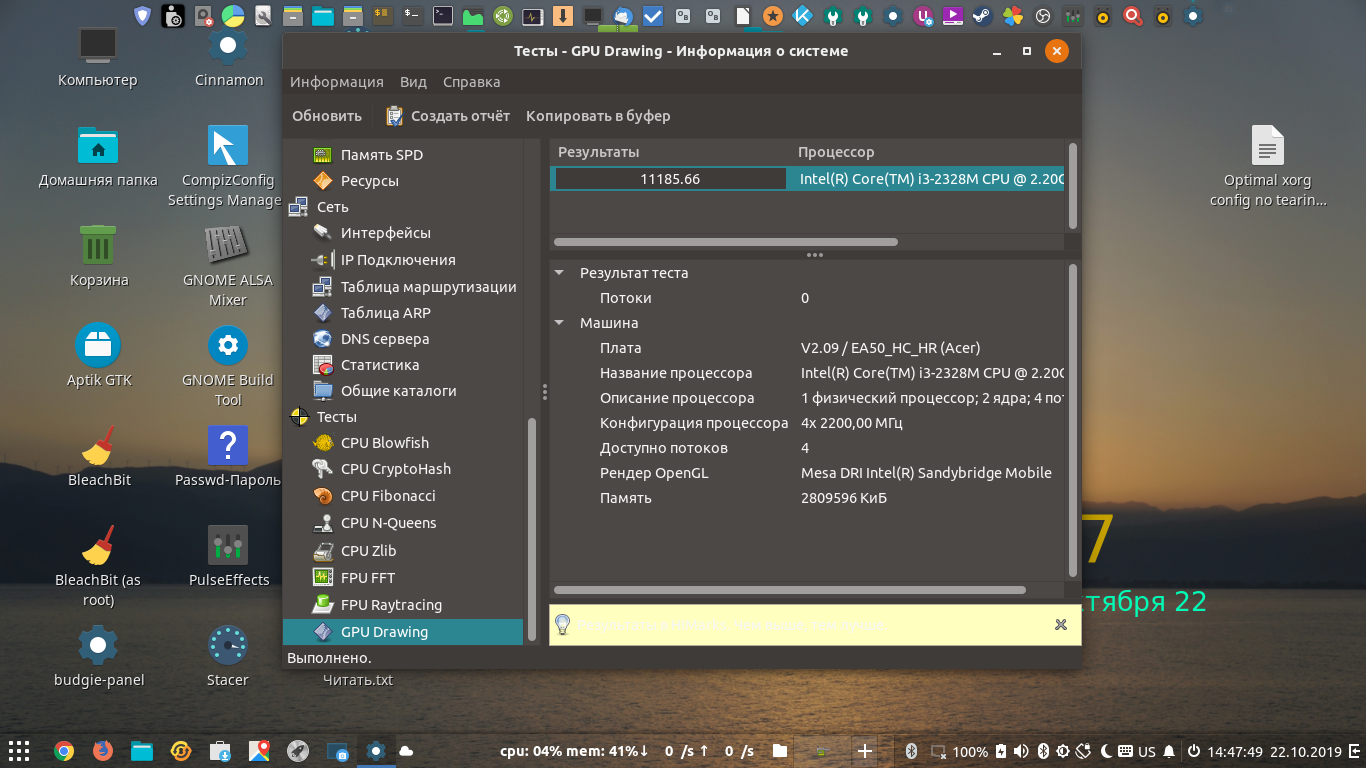 Тесты - GPU Drawing - Информация о системе
Информация Вид Справка
Обновить Создать отчёт Копировать в буфер
Компьютер
Cinnamon
Домашняя папка
CompizConfig
Settings Manage
Корзина
GNOME ALSA
Mixer
Aptik GTK
GNOME Build
Tool
BleachBit
Passwd-Пароль
BleachBit (as
root)
PulseEffects
budgie-panel
Stacer
Читать.txt
Память SPD
Ресурсы
Сеть
Интерфейсы
IP Подключения
Таблица маршрутизации
Таблица ARP
DNS сервера
Статистика
Общие каталоги
Тесты
CPU Blowfish
CPU CryptoHash
CPU Fibonacci
CPU N-Queens
CPU Zlib
FPU FFT
FPU Raytracing
GPU Drawing
Выполнено.
Результаты Процессор
11185.66 Intel(R) Core(TM) i3-2328M CPU @ 2.20G
Результат теста
Потоки 0
Машина
Плата V2.09 / EA50_HC_HR (Acer)
Название процессора Intel(R) Core(TM) i3-2328M CPU @ 2.20G
Описание процессора 1 физический процессор; 2 ядра; 4 пот
Конфигурация процессора 4x 2200,00 МГц
Доступно потоков 4
Рендер OpenGL Mesa DRI Intel(R) Sandybridge Mobile
Память 2809596 КиБ
Optimal xorg
config no tearin...
7
ктября 22
cpu: 04% mem: 41%↓ 0 /s ↑ 0 /s
100% US 14:47:49 22.10.2019